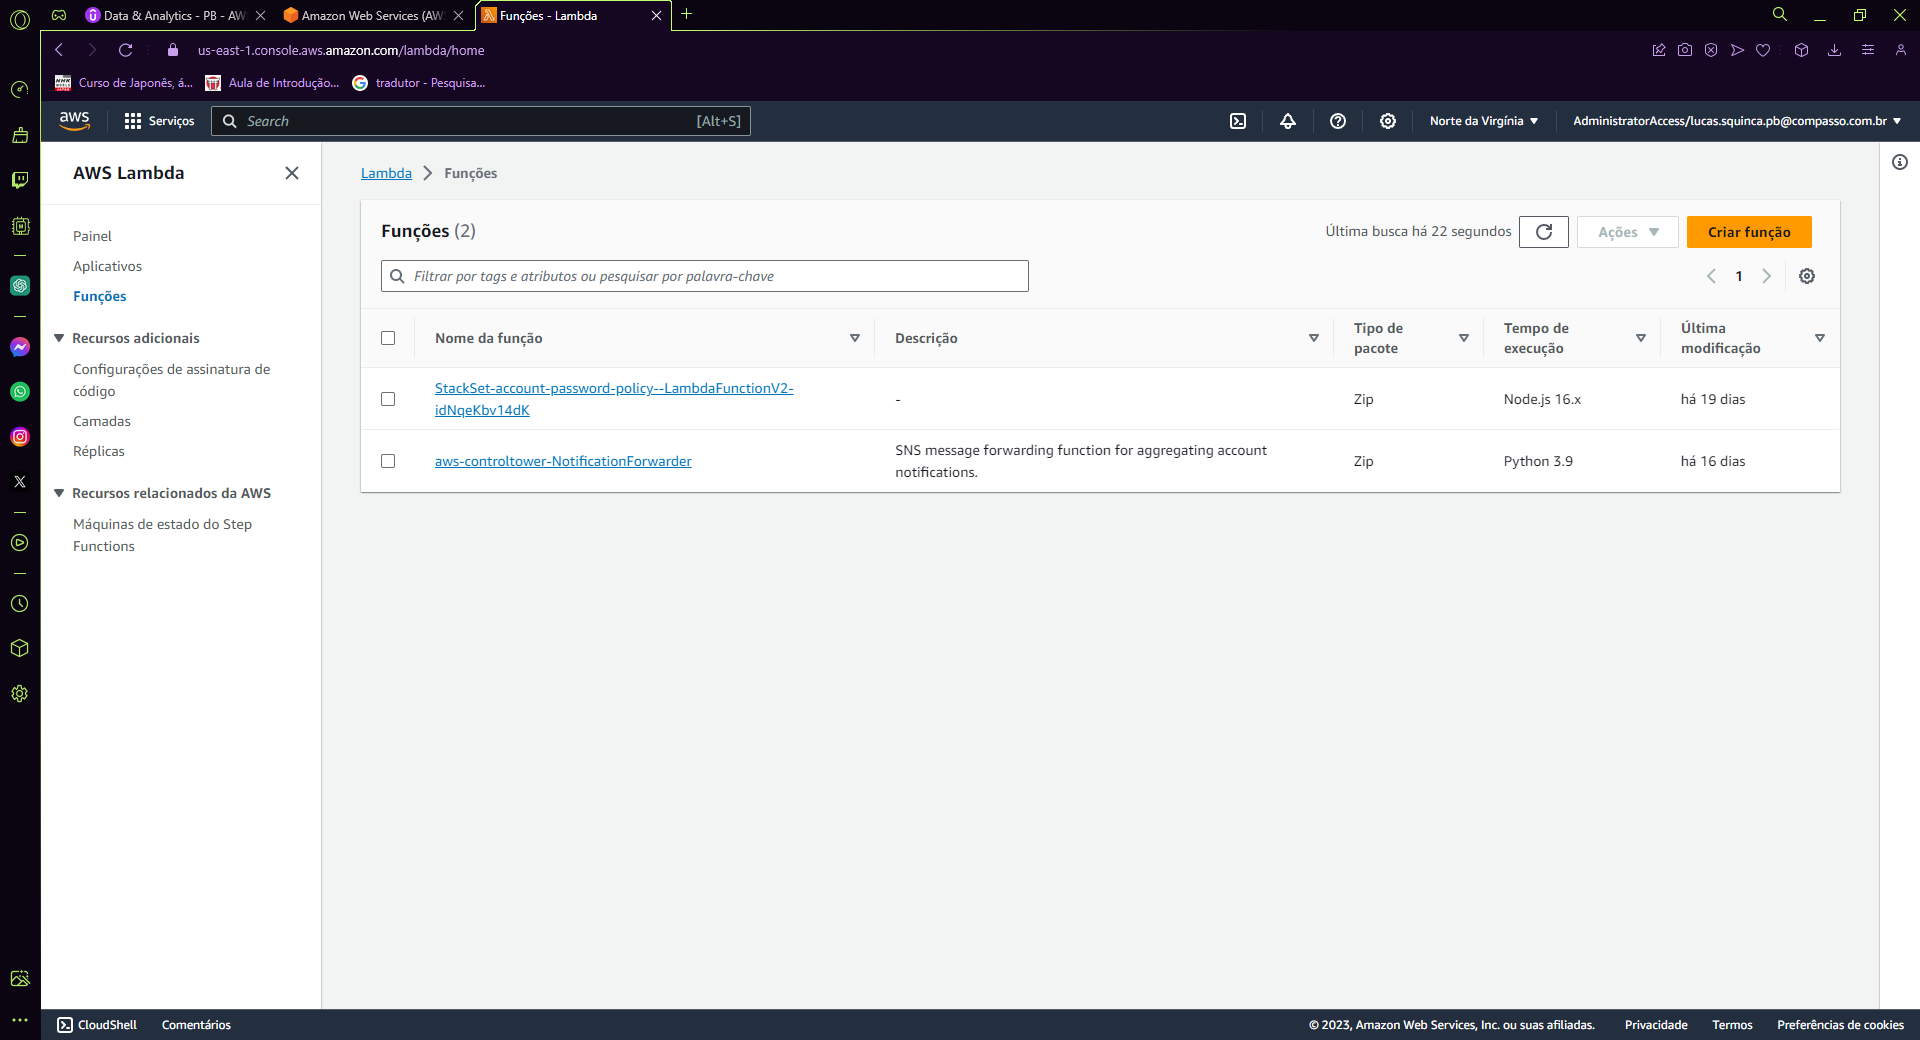 Data & Analytics - PB - AW
Amazon Web Services (AW
Funções - Lambda
us-east-1.console.aws.amazon.com/lambda/home
Curso de Japonês, á...
Aula de Introdução...
tradutor - Pesquisa...
aws
Serviços
Search
[Alt+S]
Norte da Virgínia
AdministratorAccess/lucas.squinca.pb@compasso.com.br
AWS Lambda
Painel
Aplicativos
Funções
Recursos adicionais
Configurações de assinatura de
código
Camadas
Réplicas
Recursos relacionados da AWS
Máquinas de estado do Step
Functions
Lambda
Funções
Funções (2)
Última busca há 22 segundos
Ações
Criar função
Filtrar por tags e atributos ou pesquisar por palavra-chave
1
Nome da função
Descrição
Tipo de
pacote
Tempo de
execução
Última
modificação
StackSet-account-password-policy--LambdaFunctionV2-
idNqeKbv14dK
-
Zip
Node.js 16.x
há 19 dias
aws-controltower-NotificationForwarder
SNS message forwarding function for aggregating account
notifications.
Zip
Python 3.9
há 16 dias
CloudShell
Comentários
© 2023, Amazon Web Services, Inc. ou suas afiliadas.
Privacidade
Termos
Preferências de cookies